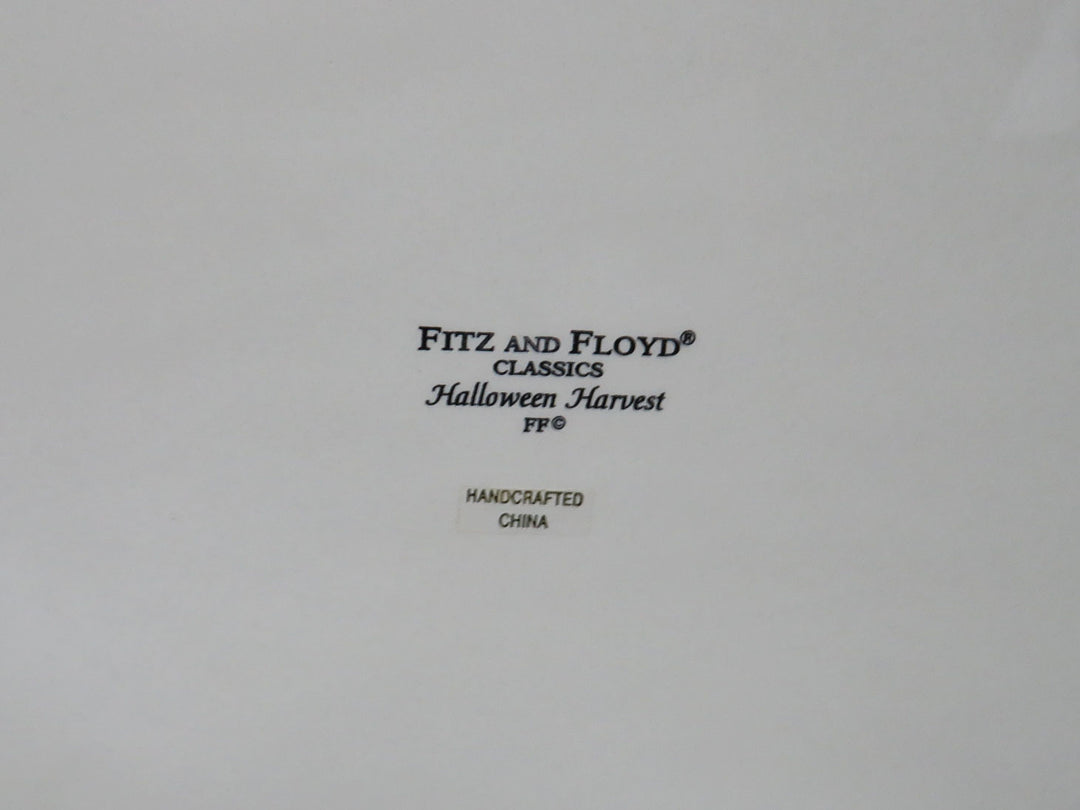 FITZ AND FLOYD®
CLASSICS
Halloween Harvest
FF©
HANDCRAFTED
CHINA